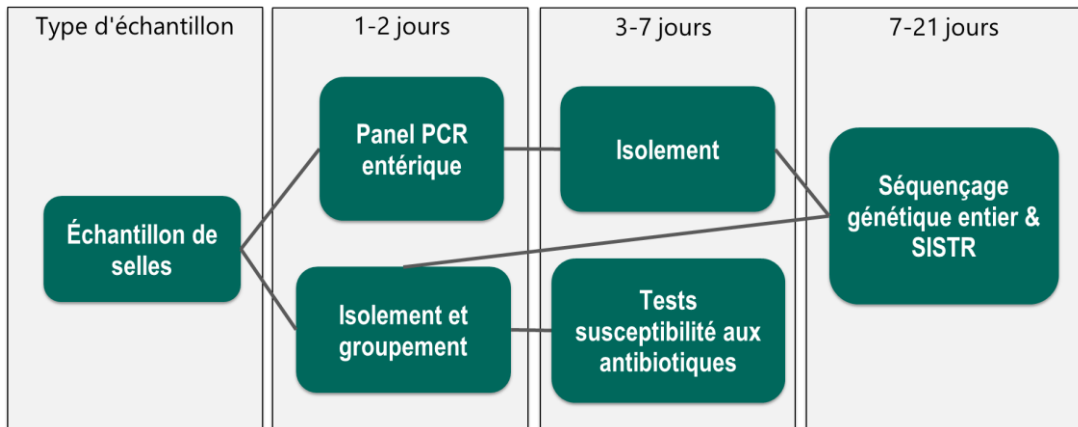 Type d'échantillon
1-2 jours
3-7 jours
7-21 jours
Échantillon de
selles
Panel PCR
entérique
Isolement et
groupement
Isolement
Tests
susceptibilité aux
antibiotiques
Séquençage
génétique entier &
SISTR